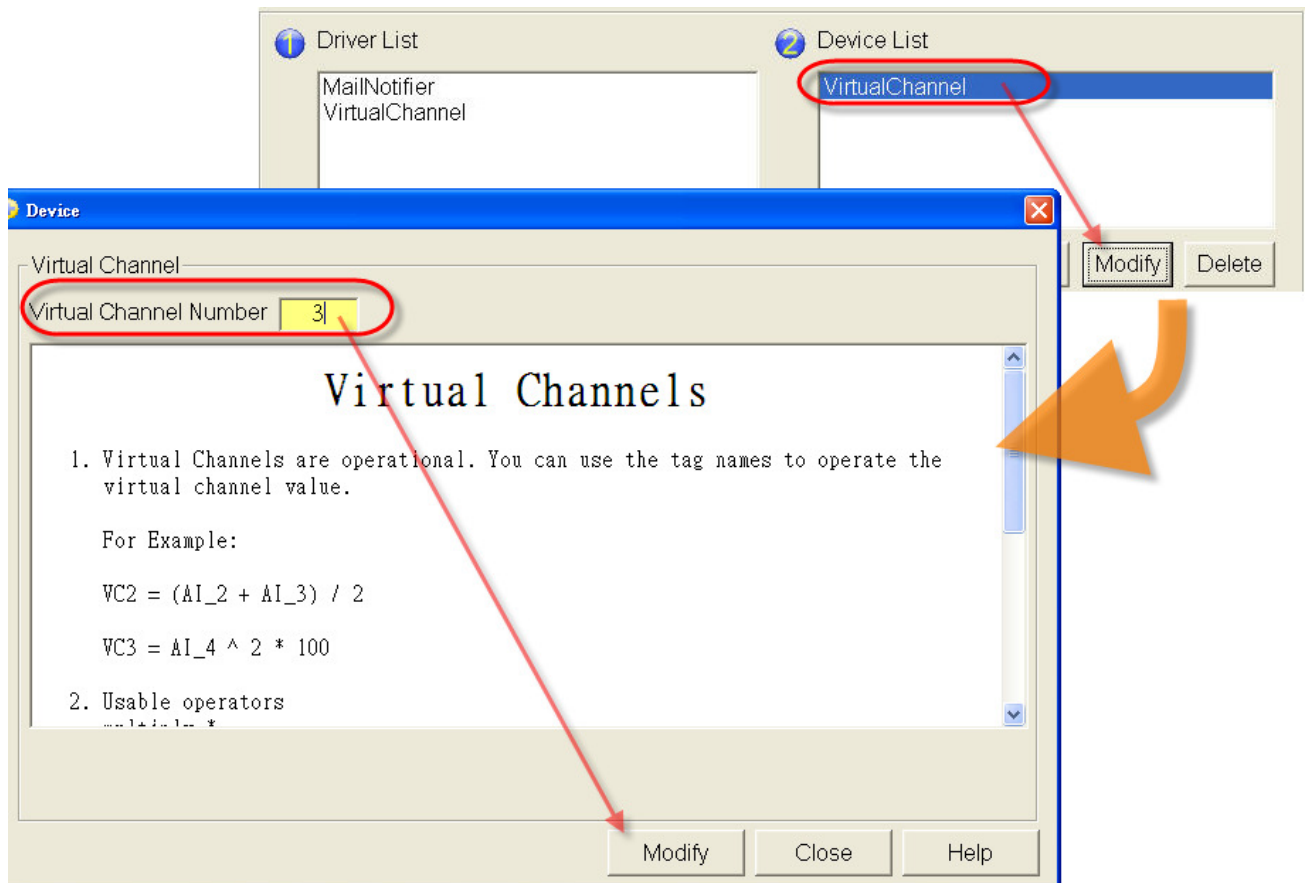 1 Driver List
2 Device List
MailNotifier
VirtualChannel
VirtualChannel
Modify
Delete
Device
Virtual Channel
Virtual Channel Number 3
Virtual Channels
1. Virtual Channels are operational. You can use the tag names to operate the
virtual channel value.
For Example:
VC2 = (AI_2 + AI_3) / 2
VC3 = AI_4 ^ 2 * 100
2. Usable operators
Modify
Close
Help